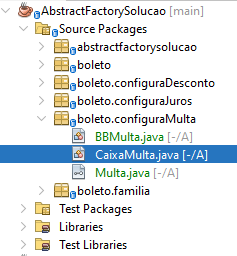 AbstractFactorySolucao [main]
Source Packages
abstractfactorysolucao
boleto
boleto.configuraDesconto
boleto.configuraJuros
boleto.configuraMulta
BBMulta.java [-/A]
CaixaMulta.java [-/A]
Multa.java [-/A]
boleto.familia
Test Packages
Libraries
Test Libraries